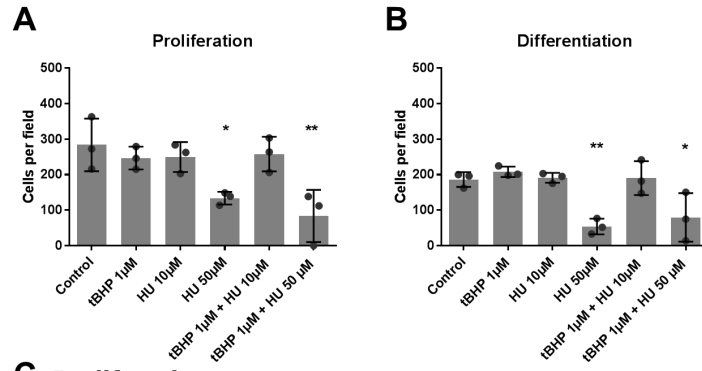 A
Proliferation
Cells per field
500
400
300
200
100
0
*
**
Control
tBHP 1µM
HU 10µM
HU 50µM
tBHP 1µM + HU 10µM
tBHP 1µM + HU 50 µM
B
Differentiation
Cells per field
500
400
300
200
100
0
**
*
Control
tBHP 1µM
HU 10µM
HU 50µM
tBHP 1µM + HU 10µM
tBHP 1µM + HU 50 µM